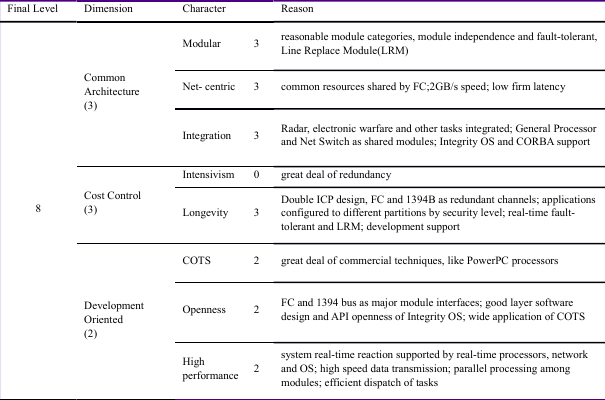 Final Level Dimension Character Reason
Modular 3 reasonable module categories, module independence and fault-tolerant,
Line Replace Module(LRM)
Common
Architecture
(3)
Net- centric 3 common resources shared by FC;2GB/s speed; low firm latency
Integration 3 Radar, electronic warfare and other tasks integrated; General Processor
and Net Switch as shared modules; Integrity OS and CORBA support
8
Cost Control
(3)
Intensivism 0 great deal of redundancy
Longevity 3 Double ICP design, FC and 1394B as redundant channels; applications
configured to different partitions by security level; real-time fault-
tolerant and LRM; development support
Development
Oriented
(2)
COTS 2 great deal of commercial techniques, like PowerPC processors
Openness 2 FC and 1394 bus as major module interfaces; good layer software
design and API openness of Integrity OS; wide application of COTS
High
performance 2 system real-time reaction supported by real-time processors, network
and OS; high speed data transmission; parallel processing among
modules; efficient dispatch of tasks